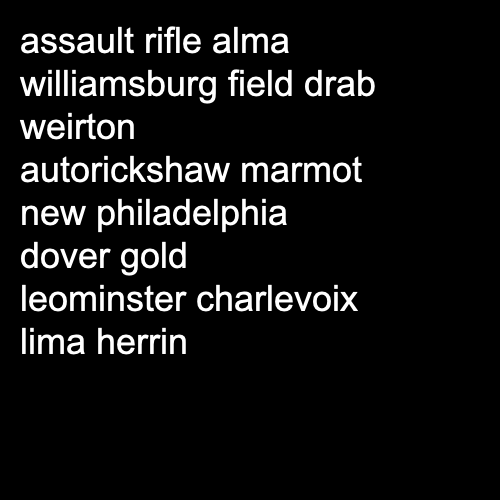 assault rifle alma
williamsburg field drab
weirton
autorickshaw marmot
new philadelphia
dover gold
leominster charlevoix
lima herrin